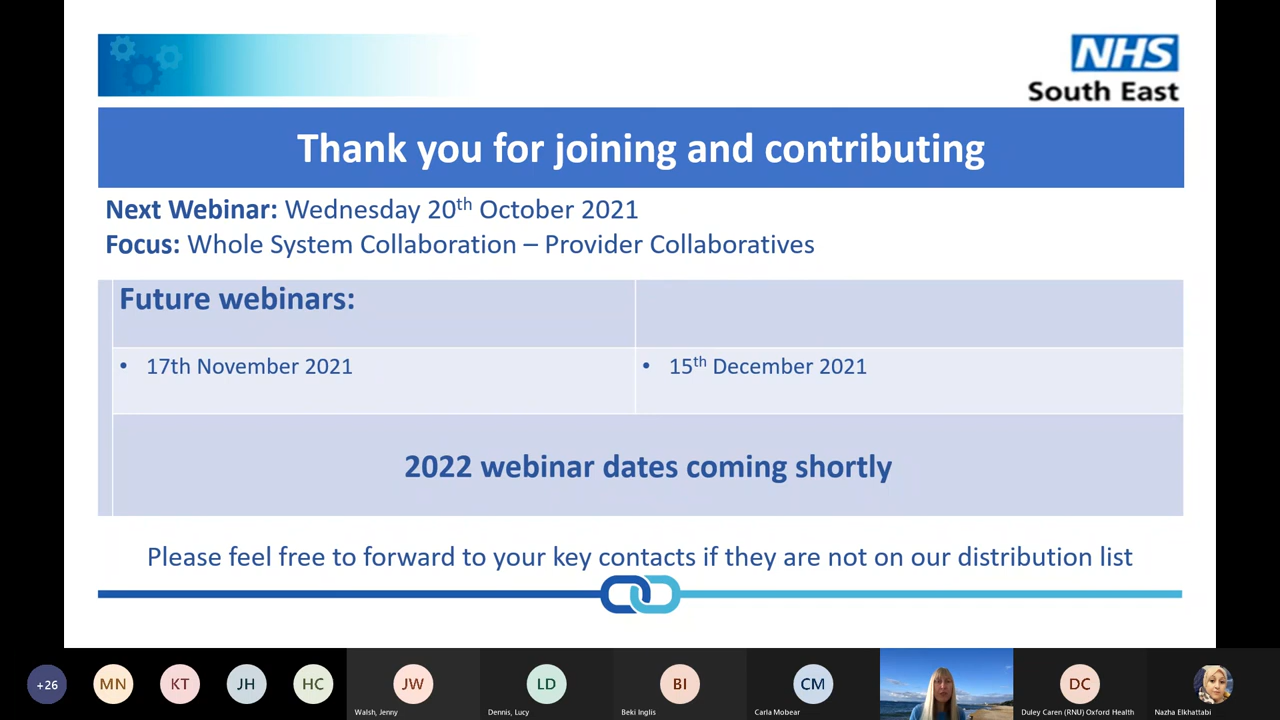 NHS
South East
Thank you for joining and contributing
Next Webinar: Wednesday 20th October 2021
Focus: Whole System Collaboration – Provider Collaboratives
Future webinars:
• 17th November 2021
• 15th December 2021
2022 webinar dates coming shortly
Please feel free to forward to your key contacts if they are not on our distribution list
+26
MN
KT
JH
HC
JW
Walsh, Jenny
LD
Dennis, Lucy
BI
Beki Inglis
CM
Carla Mobear
DC
Duley Caren (RNU) Oxford Health
Nazha Elkhattabi